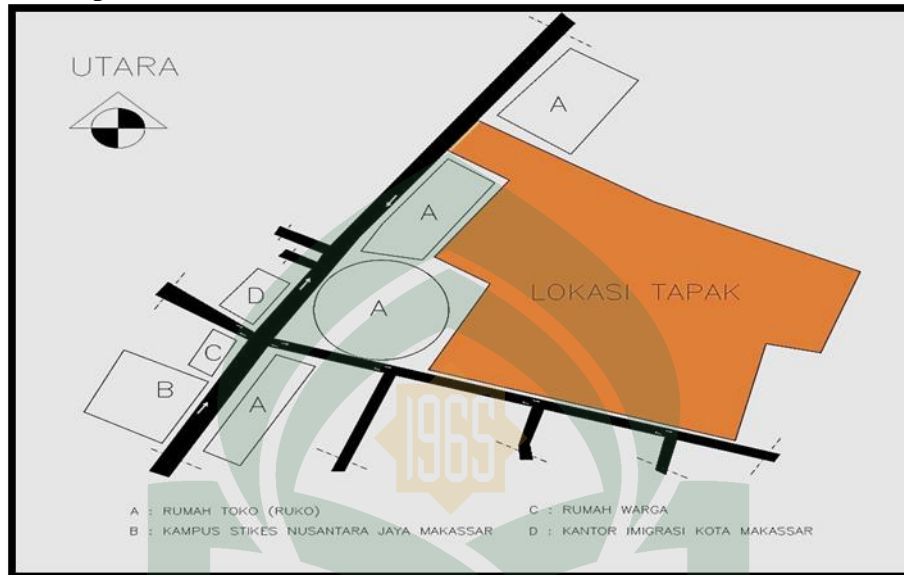 UTARA
A
A
LOKASI TAPAK
D
A
C
B
A
1965
A : RUMAH TOKO (RUKO)
B : KAMPUS STIKES NUSANTARA JAYA MAKASSAR
C : RUMAH WARGA
D : KANTOR IMIGRASI KOTA MAKASSAR